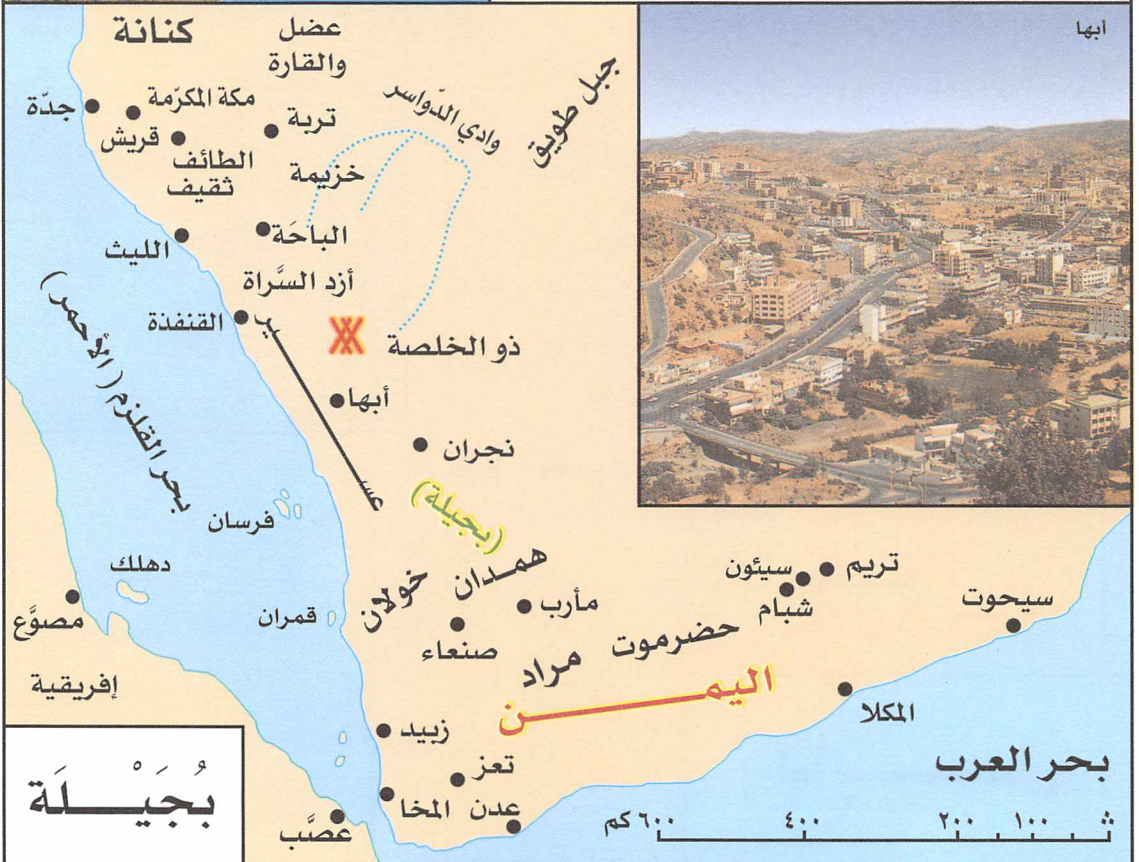 أبها
كنانة
عضل
والقارة
جبل طويق
وادي الدّواسر
جدّة
مكة المكرّمة
قريش
تربة
الطائف
ثقيف
خزيمة
الليث
الباحَة
أزد السَّراة
القنفذة
عسير
ذو الخلصة
بحر القلزم (الأحمر)
أبها
نجران
(بجيلة)
فرسان
دهلك
همدان
خولان
قمران
مصوَّع
صنعاء
مأرب
تريم
سيئون
شبام
سيحوت
حضرموت
مراد
إفريقية
اليمن
المكلا
زبيد
تعز
المخا
عدن
عصَّب
بحر العرب
بُجَيْلَة
٦٠٠ كم ٤٠٠ ٢٠٠ ١٠٠ ث